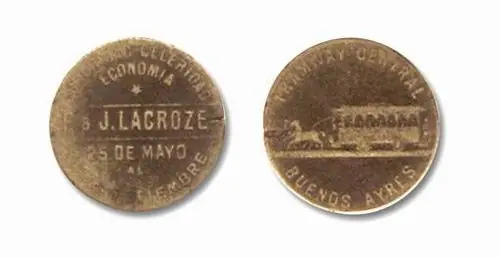 CELERIDAD
ECONOMIA
& J. LACROZE
25 DE MAYO
AL
TRAMWAY CENTRAL
BUENOS AYRES